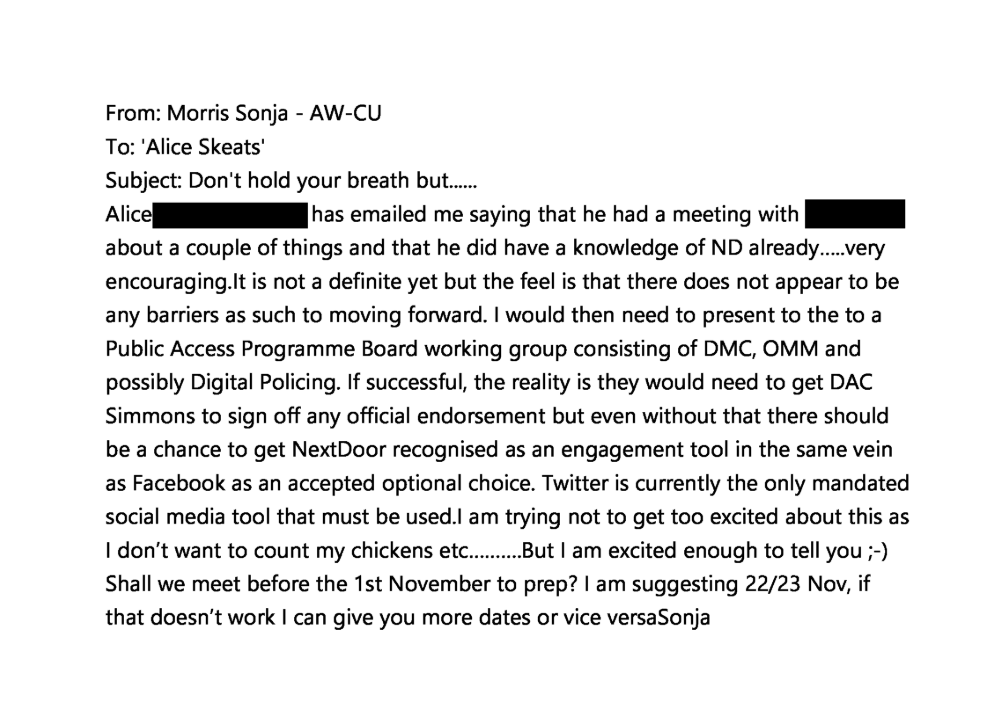 From: Morris Sonja - AW-CU
To: 'Alice Skeats'
Subject: Don't hold your breath but......
Alice has emailed me saying that he had a meeting with
about a couple of things and that he did have a knowledge of ND already.....very
encouraging.It is not a definite yet but the feel is that there does not appear to be
any barriers as such to moving forward. I would then need to present to the to a
Public Access Programme Board working group consisting of DMC, OMM and
possibly Digital Policing. If successful, the reality is they would need to get DAC
Simmons to sign off any official endorsement but even without that there should
be a chance to get NextDoor recognised as an engagement tool in the same vein
as Facebook as an accepted optional choice. Twitter is currently the only mandated
social media tool that must be used.I am trying not to get too excited about this as
I don’t want to count my chickens etc..........But I am excited enough to tell you ;-)
Shall we meet before the 1st November to prep? I am suggesting 22/23 Nov, if
that doesn’t work I can give you more dates or vice versaSonja